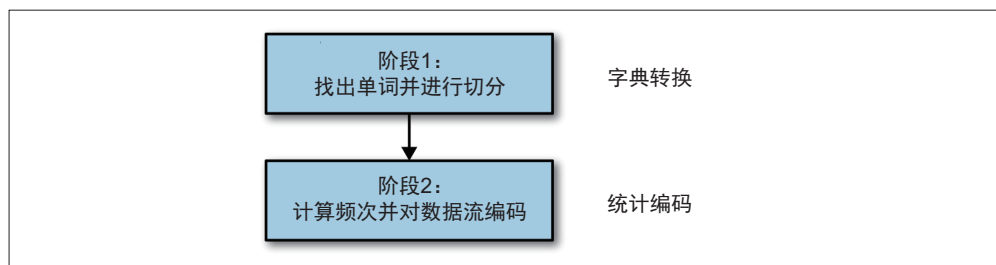 阶段1：
找出单词并进行切分
字典转换
阶段2：
计算频次并对数据流编码
统计编码